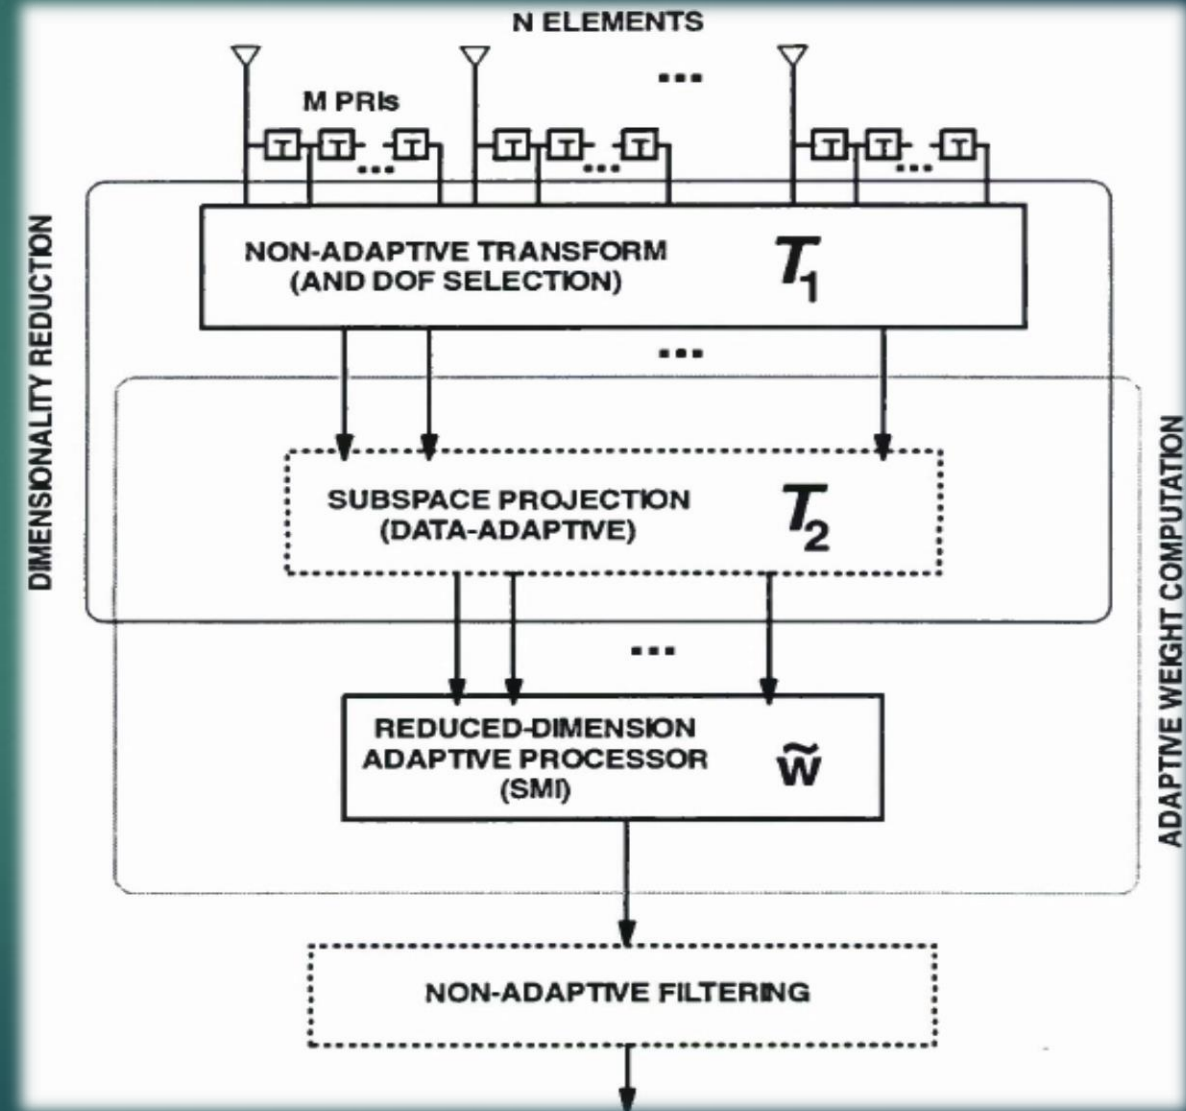 N ELEMENTS
...
M PRIs
T T ... T
T T ... T
T T ... T
NON-ADAPTIVE TRANSFORM
(AND DOF SELECTION)
T1
...
SUBSPACE PROJECTION
(DATA-ADAPTIVE)
T2
...
REDUCED-DIMENSION
ADAPTIVE PROCESSOR
(SMI)
w̃
NON-ADAPTIVE FILTERING
DIMENSIONALITY REDUCTION
ADAPTIVE WEIGHT COMPUTATION